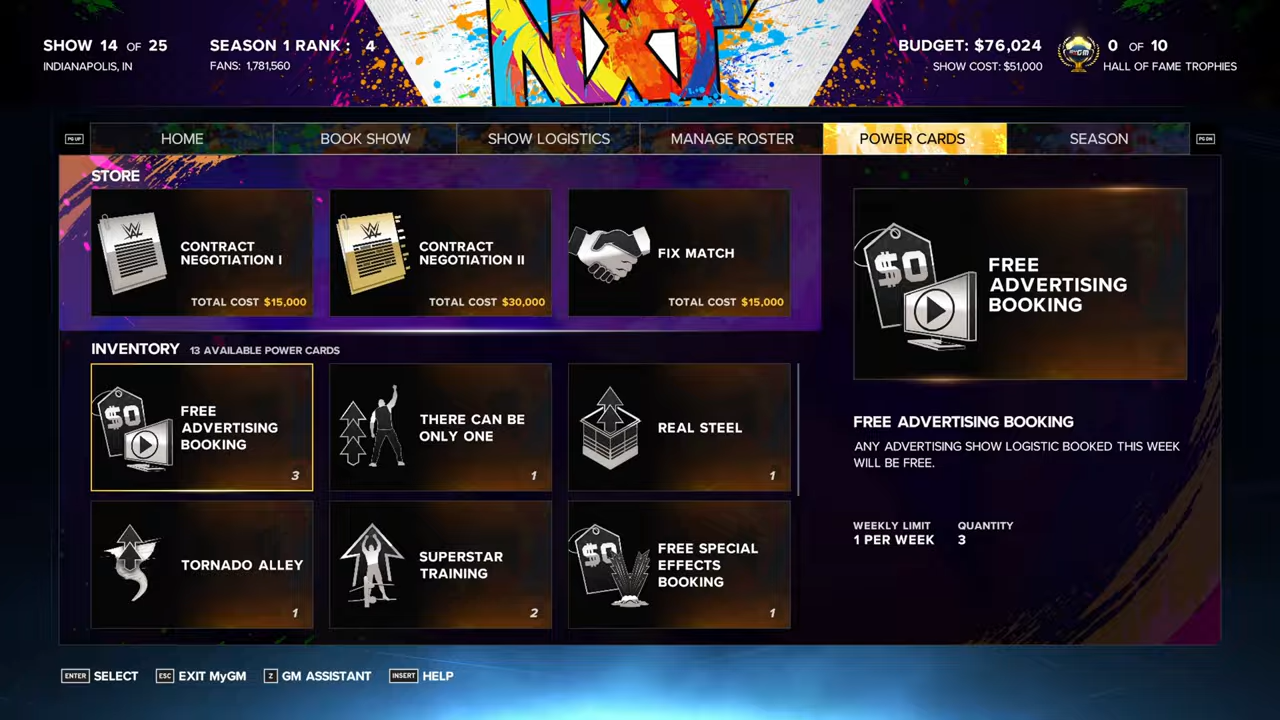 SHOW 14 OF 25
INDIANAPOLIS, IN
SEASON 1 RANK : 4
FANS: 1,781,560
NXT
BUDGET: $76,024
SHOW COST: $51,000
0 OF 10
HALL OF FAME TROPHIES
PG UP
HOME
BOOK SHOW
SHOW LOGISTICS
MANAGE ROSTER
POWER CARDS
SEASON
PG DN
STORE
CONTRACT
NEGOTIATION I
TOTAL COST $15,000
CONTRACT
NEGOTIATION II
TOTAL COST $30,000
FIX MATCH
TOTAL COST $15,000
INVENTORY 13 AVAILABLE POWER CARDS
$0
FREE
ADVERTISING
BOOKING
3
THERE CAN BE
ONLY ONE
1
REAL STEEL
1
TORNADO ALLEY
1
SUPERSTAR
TRAINING
2
$0
FREE SPECIAL
EFFECTS
BOOKING
1
$0
FREE
ADVERTISING
BOOKING
FREE ADVERTISING BOOKING
ANY ADVERTISING SHOW LOGISTIC BOOKED THIS WEEK
WILL BE FREE.
WEEKLY LIMIT
1 PER WEEK
QUANTITY
3
ENTER SELECT
ESC EXIT MyGM
Z GM ASSISTANT
INSERT HELP